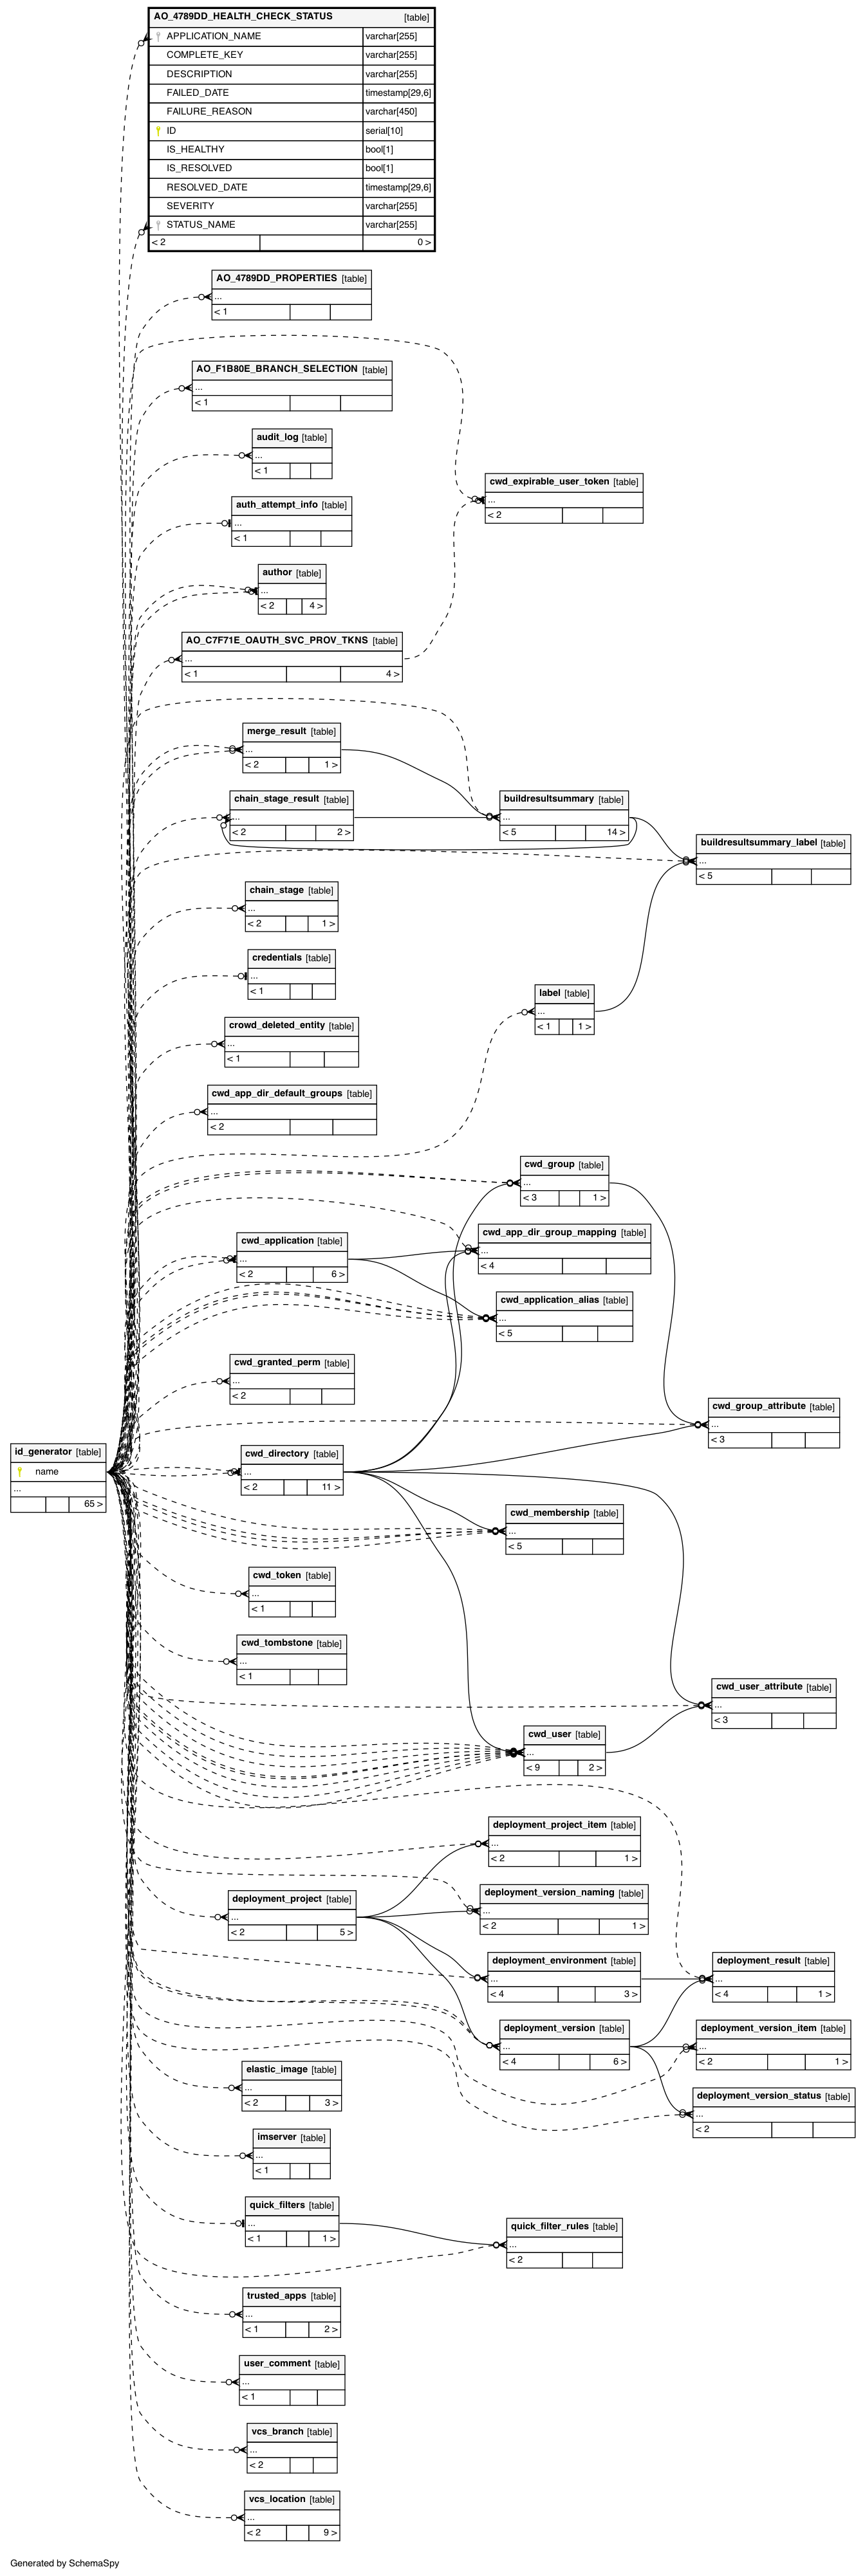 AO_4789DD_HEALTH_CHECK_STATUS [table]
APPLICATION_NAME varchar[255]
COMPLETE_KEY varchar[255]
DESCRIPTION varchar[255]
FAILED_DATE timestamp[29,6]
FAILURE_REASON varchar[450]
ID serial[10]
IS_HEALTHY bool[1]
IS_RESOLVED bool[1]
RESOLVED_DATE timestamp[29,6]
SEVERITY varchar[255]
STATUS_NAME varchar[255]
< 2 0 >
AO_4789DD_PROPERTIES [table]
...
< 1
AO_F1B80E_BRANCH_SELECTION [table]
...
< 1
audit_log [table]
...
< 1
cwd_expirable_user_token [table]
...
< 2
auth_attempt_info [table]
...
< 1
author [table]
...
< 2 4 >
AO_C7F71E_OAUTH_SVC_PROV_TKNS [table]
...
< 1 4 >
merge_result [table]
...
< 2 1 >
chain_stage_result [table]
...
< 2 2 >
buildresultsummary [table]
...
< 5 14 >
buildresultsummary_label [table]
...
< 5
chain_stage [table]
...
< 2 1 >
credentials [table]
...
< 1
label [table]
...
< 1 1 >
crowd_deleted_entity [table]
...
< 1
cwd_app_dir_default_groups [table]
...
< 2
cwd_group [table]
...
< 3 1 >
cwd_app_dir_group_mapping [table]
...
< 4
cwd_application [table]
...
< 2 6 >
cwd_application_alias [table]
...
< 5
cwd_granted_perm [table]
...
< 2
cwd_group_attribute [table]
...
< 3
id_generator [table]
name
...
65 >
cwd_directory [table]
...
< 2 11 >
cwd_membership [table]
...
< 5
cwd_token [table]
...
< 1
cwd_tombstone [table]
...
< 1
cwd_user_attribute [table]
...
< 3
cwd_user [table]
...
< 9 2 >
deployment_project_item [table]
...
< 2 1 >
deployment_version_naming [table]
...
< 2 1 >
deployment_project [table]
...
< 2 5 >
deployment_environment [table]
...
< 4 3 >
deployment_result [table]
...
< 4 1 >
deployment_version [table]
...
< 4 6 >
deployment_version_item [table]
...
< 2 1 >
elastic_image [table]
...
< 2 3 >
deployment_version_status [table]
...
< 2
imserver [table]
...
< 1
quick_filters [table]
...
< 1 1 >
quick_filter_rules [table]
...
< 2
trusted_apps [table]
...
< 1 2 >
user_comment [table]
...
< 1
vcs_branch [table]
...
< 2
vcs_location [table]
...
< 2 9 >
Generated by SchemaSpy